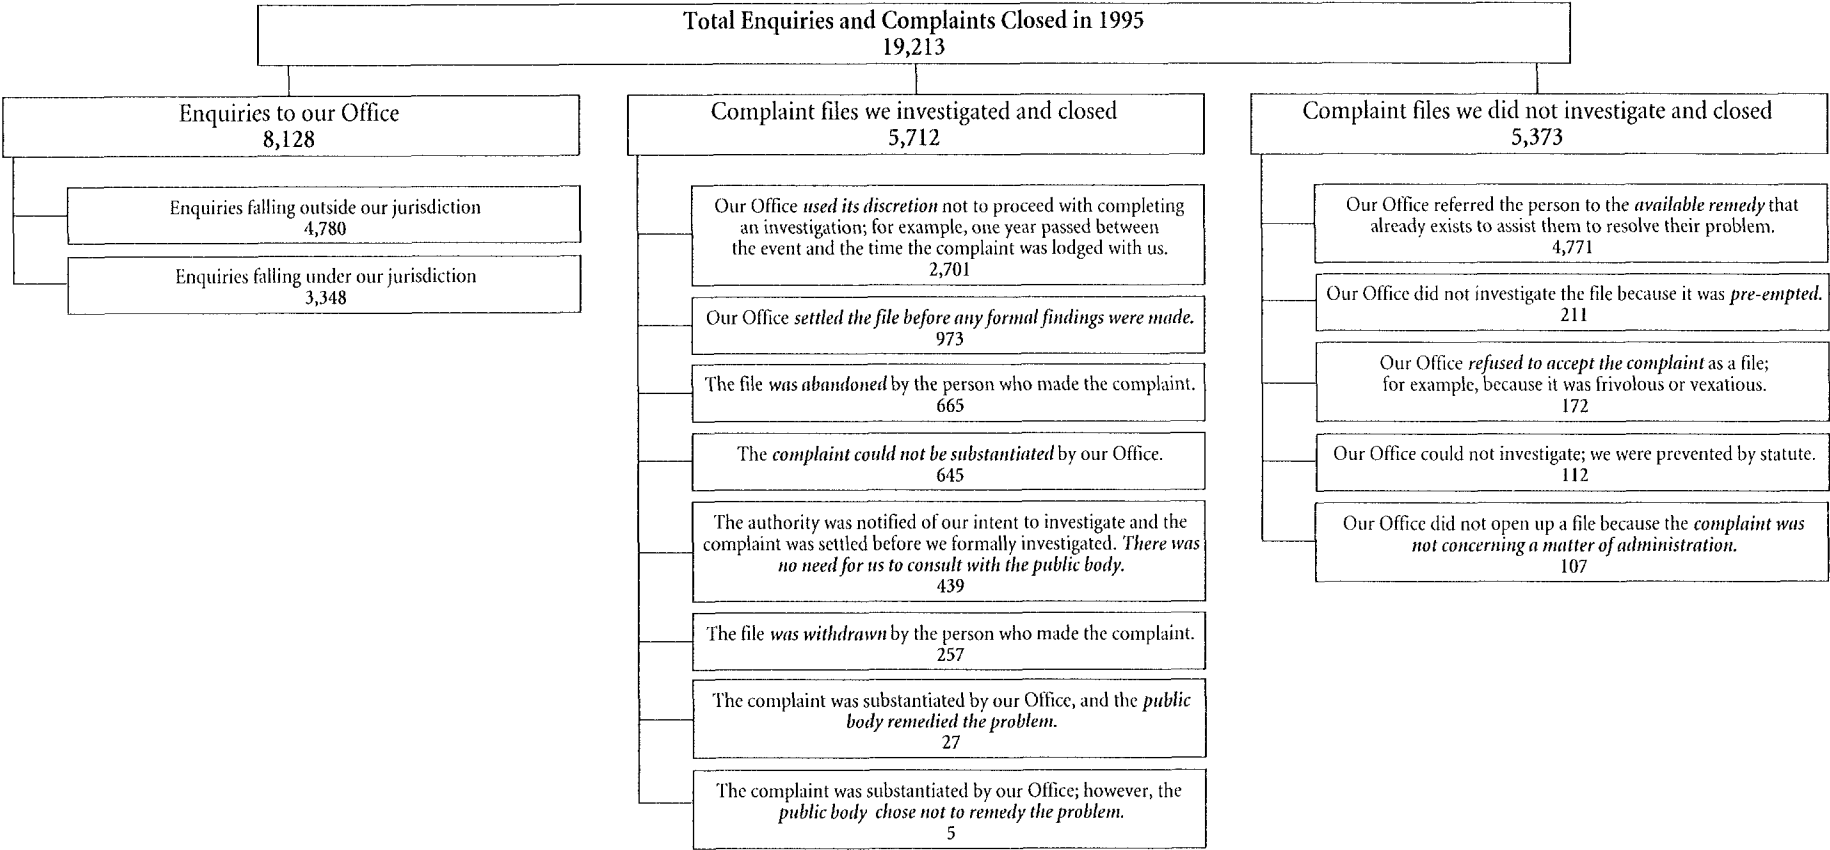 Total Enquiries and Complaints Closed in 1995
19,213
Enquiries to our Office
8,128
Enquiries falling outside our jurisdiction
4,780
Enquiries falling under our jurisdiction
3,348
Complaint files we investigated and closed
5,712
Our Office used its discretion not to proceed with completing
an investigation; for example, one year passed between
the event and the time the complaint was lodged with us.
2,701
Our Office settled the file before any formal findings were made.
973
The file was abandoned by the person who made the complaint.
665
The complaint could not be substantiated by our Office.
645
The authority was notified of our intent to investigate and the
complaint was settled before we formally investigated. There was
no need for us to consult with the public body.
439
The file was withdrawn by the person who made the complaint.
257
The complaint was substantiated by our Office, and the public
body remedied the problem.
27
The complaint was substantiated by our Office; however, the
public body chose not to remedy the problem.
5
Complaint files we did not investigate and closed
5,373
Our Office referred the person to the available remedy that
already exists to assist them to resolve their problem.
4,771
Our Office did not investigate the file because it was pre-empted.
211
Our Office refused to accept the complaint as a file;
for example, because it was frivolous or vexatious.
172
Our Office could not investigate; we were prevented by statute.
112
Our Office did not open up a file because the complaint was
not concerning a matter of administration.
107